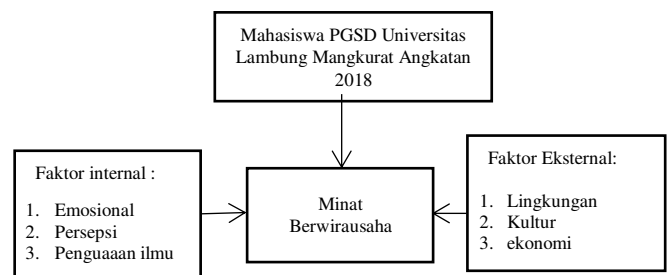 Mahasiswa PGSD Universitas
Lambung Mangkurat Angkatan
2018
Faktor internal :
1. Emosional
2. Persepsi
3. Penguaaan ilmu
Minat
Berwirausaha
Faktor Eksternal:
1. Lingkungan
2. Kultur
3. ekonomi